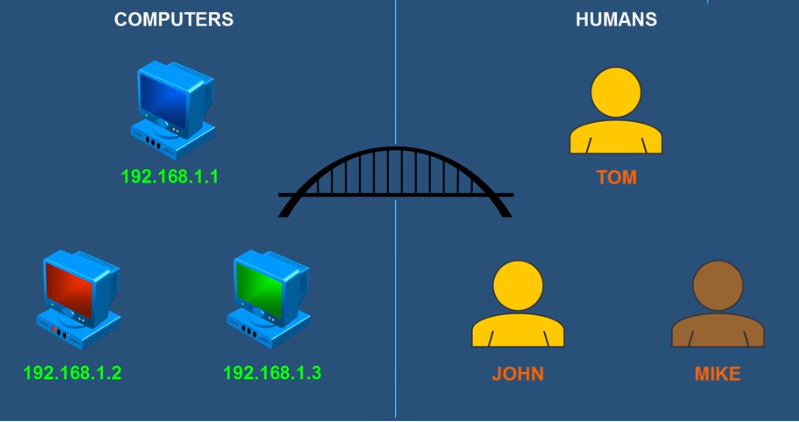 COMPUTERS
HUMANS
192.168.1.1
TOM
192.168.1.2
192.168.1.3
JOHN
MIKE